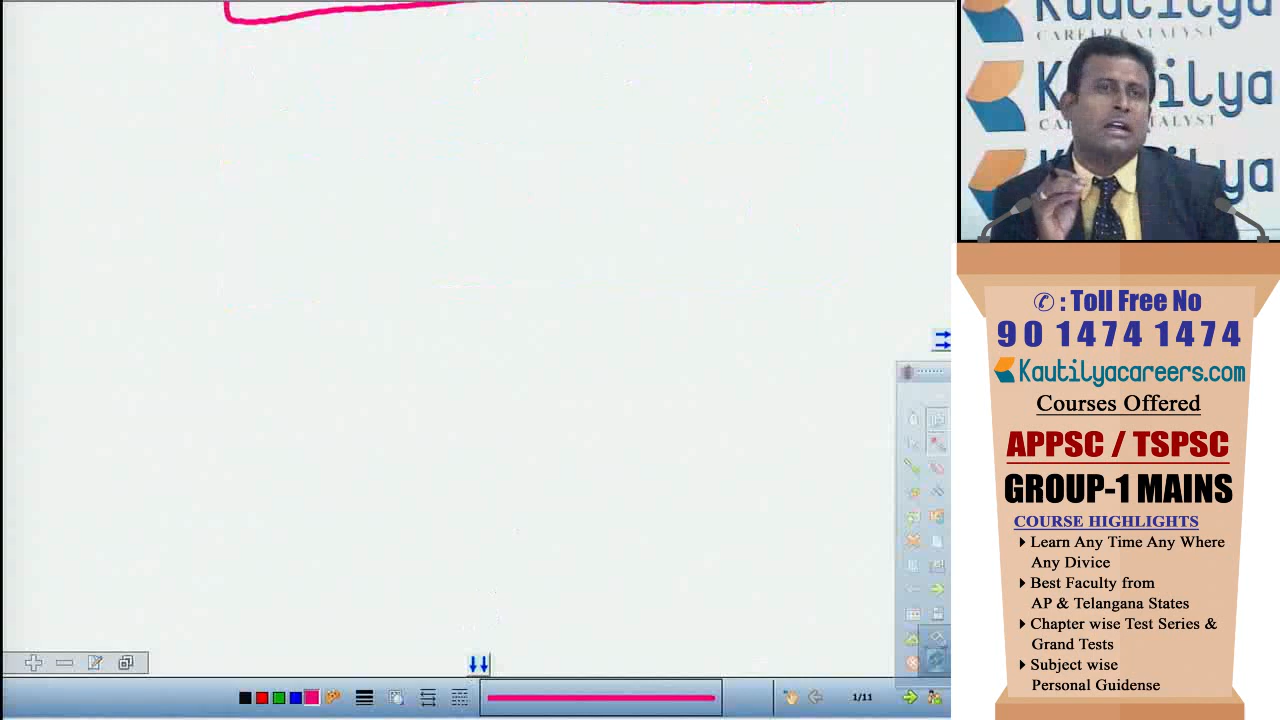 Kautilya
CAREER CATALYST
Kautilya
CATALYST
✆ : Toll Free No
90 1474 1474
Kautilyacareers.com
Courses Offered
APPSC / TSPSC
GROUP-1 MAINS
COURSE HIGHLIGHTS
Learn Any Time Any Where
Any Divice
Best Faculty from
AP & Telangana States
Chapter wise Test Series &
Grand Tests
Subject wise
Personal Guidense
1/11